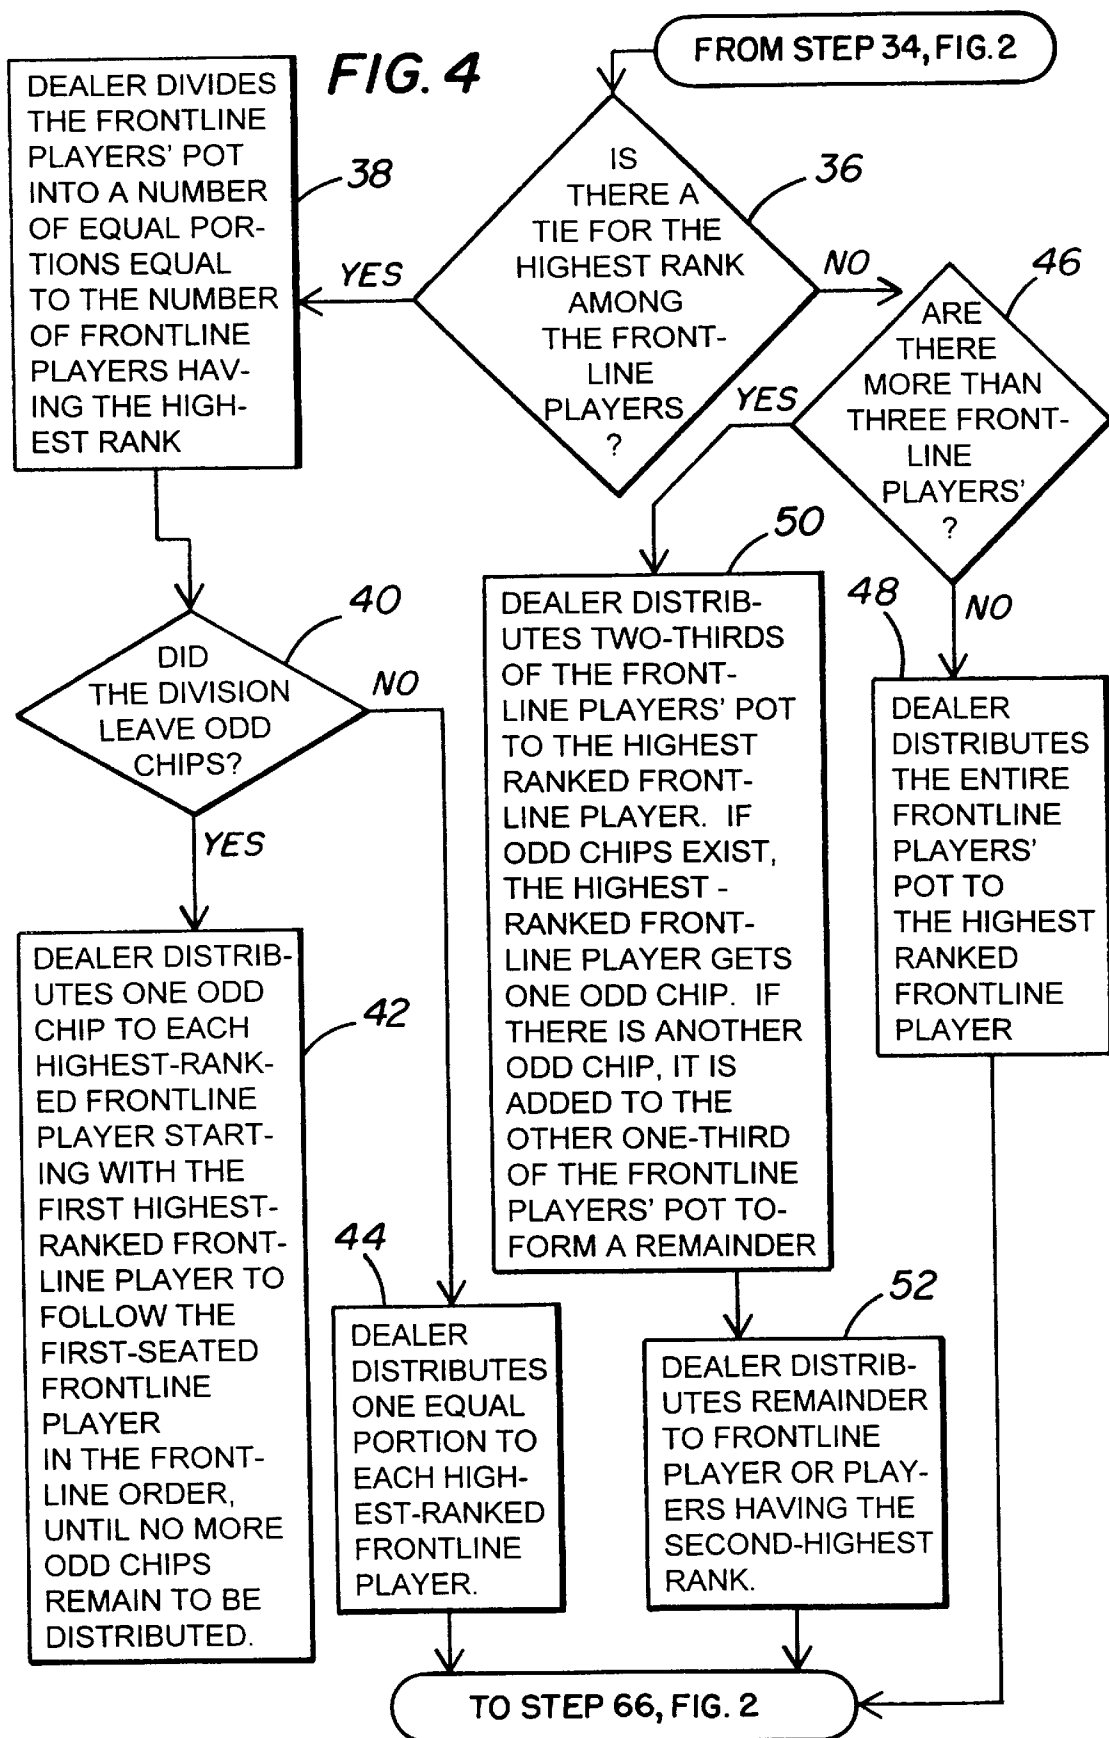 FIG. 4
FROM STEP 34, FIG. 2
DEALER DIVIDES
THE FRONTLINE
PLAYERS' POT
INTO A NUMBER
OF EQUAL POR-
TIONS EQUAL
TO THE NUMBER
OF FRONTLINE
PLAYERS HAV-
ING THE HIGH-
EST RANK
38
IS
THERE A
TIE FOR THE
HIGHEST RANK
AMONG
THE FRONT-
LINE
PLAYERS
?
36
YES
NO
46
ARE
THERE
MORE THAN
THREE FRONT-
LINE
PLAYERS'
?
YES
NO
40
DID
THE DIVISION
LEAVE ODD
CHIPS?
NO
YES
50
DEALER DISTRIB-
UTES TWO-THIRDS
OF THE FRONT-
LINE PLAYERS' POT
TO THE HIGHEST
RANKED FRONT-
LINE PLAYER. IF
ODD CHIPS EXIST,
THE HIGHEST -
RANKED FRONT-
LINE PLAYER GETS
ONE ODD CHIP. IF
THERE IS ANOTHER
ODD CHIP, IT IS
ADDED TO THE
OTHER ONE-THIRD
OF THE FRONTLINE
PLAYERS' POT TO-
FORM A REMAINDER
48
DEALER
DISTRIBUTES
THE ENTIRE
FRONTLINE
PLAYERS'
POT TO
THE HIGHEST
RANKED
FRONTLINE
PLAYER
DEALER DISTRIB-
UTES ONE ODD
CHIP TO EACH
HIGHEST-RANK-
ED FRONTLINE
PLAYER START-
ING WITH THE
FIRST HIGHEST-
RANKED FRONT-
LINE PLAYER TO
FOLLOW THE
FIRST-SEATED
FRONTLINE
PLAYER
IN THE FRONT-
LINE ORDER,
UNTIL NO MORE
ODD CHIPS
REMAIN TO BE
DISTRIBUTED.
42
44
DEALER
DISTRIBUTES
ONE EQUAL
PORTION TO
EACH HIGH-
EST-RANKED
FRONTLINE
PLAYER.
52
DEALER DISTRIB-
UTES REMAINDER
TO FRONTLINE
PLAYER OR PLAY-
ERS HAVING THE
SECOND-HIGHEST
RANK.
TO STEP 66, FIG. 2